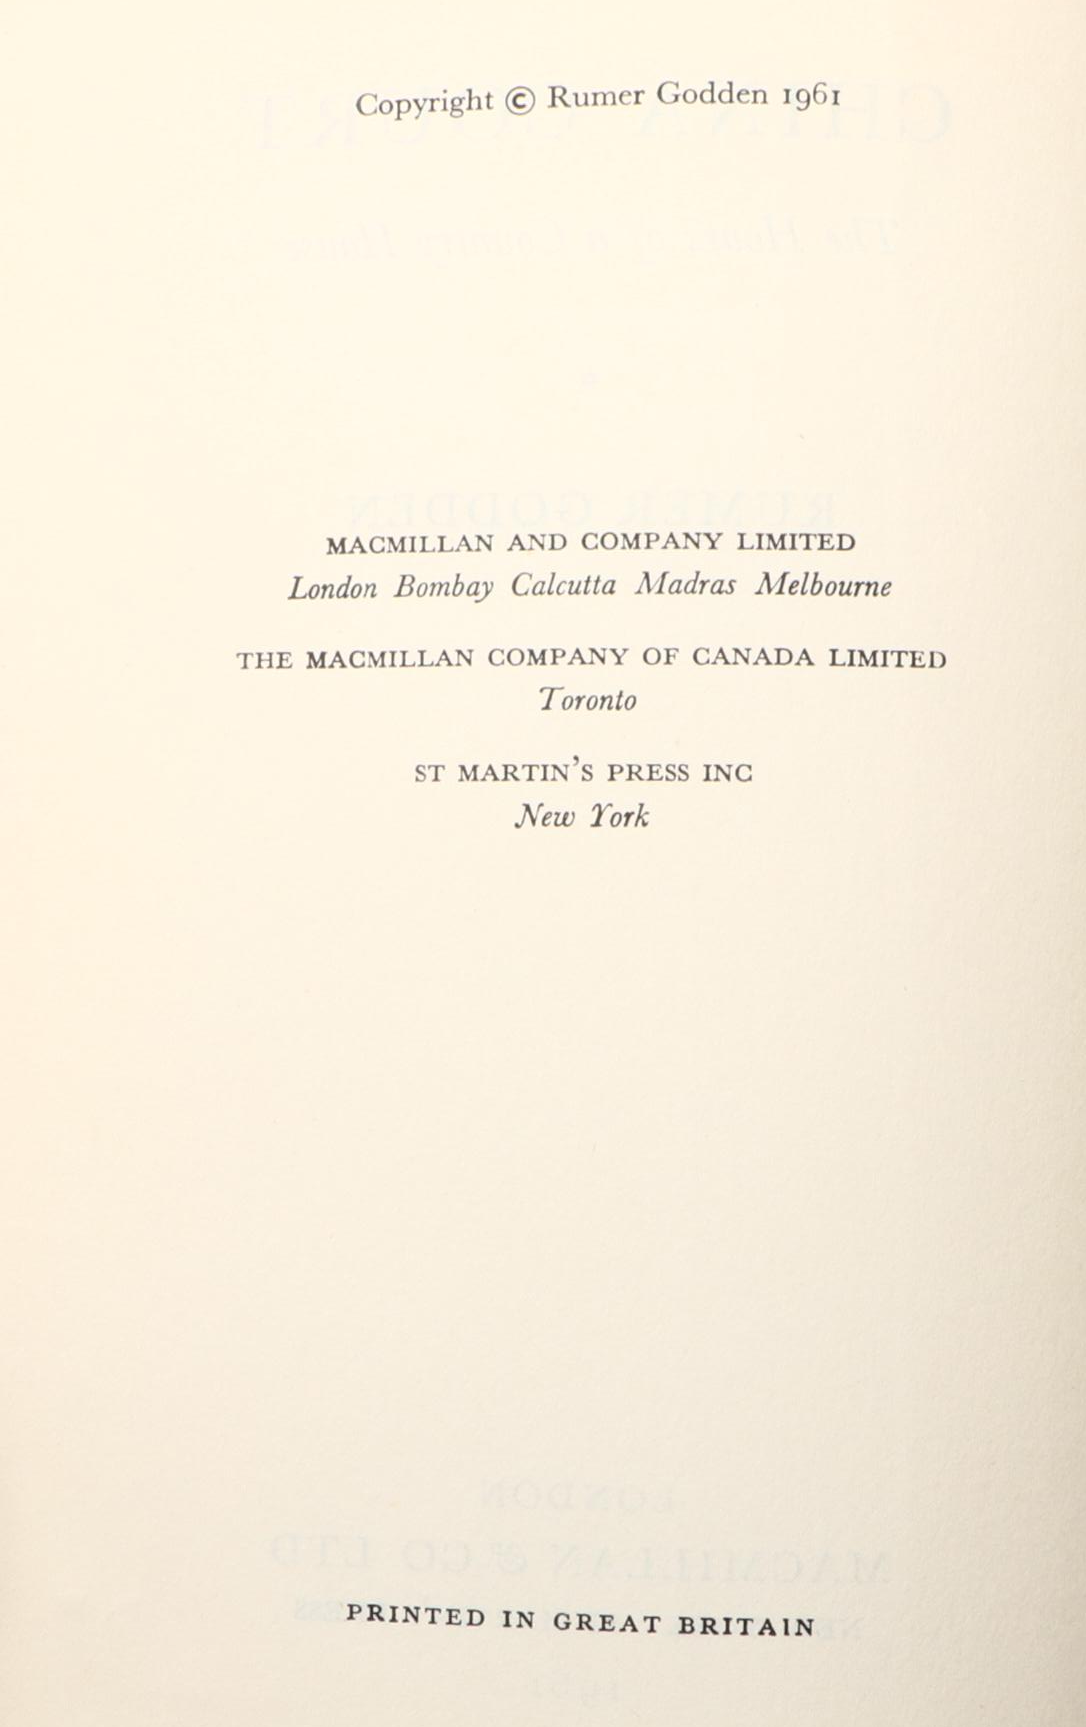 Copyright © Rumer Godden 1961
MACMILLAN AND COMPANY LIMITED
London Bombay Calcutta Madras Melbourne
THE MACMILLAN COMPANY OF CANADA LIMITED
Toronto
ST MARTIN'S PRESS INC
New York
PRINTED IN GREAT BRITAIN